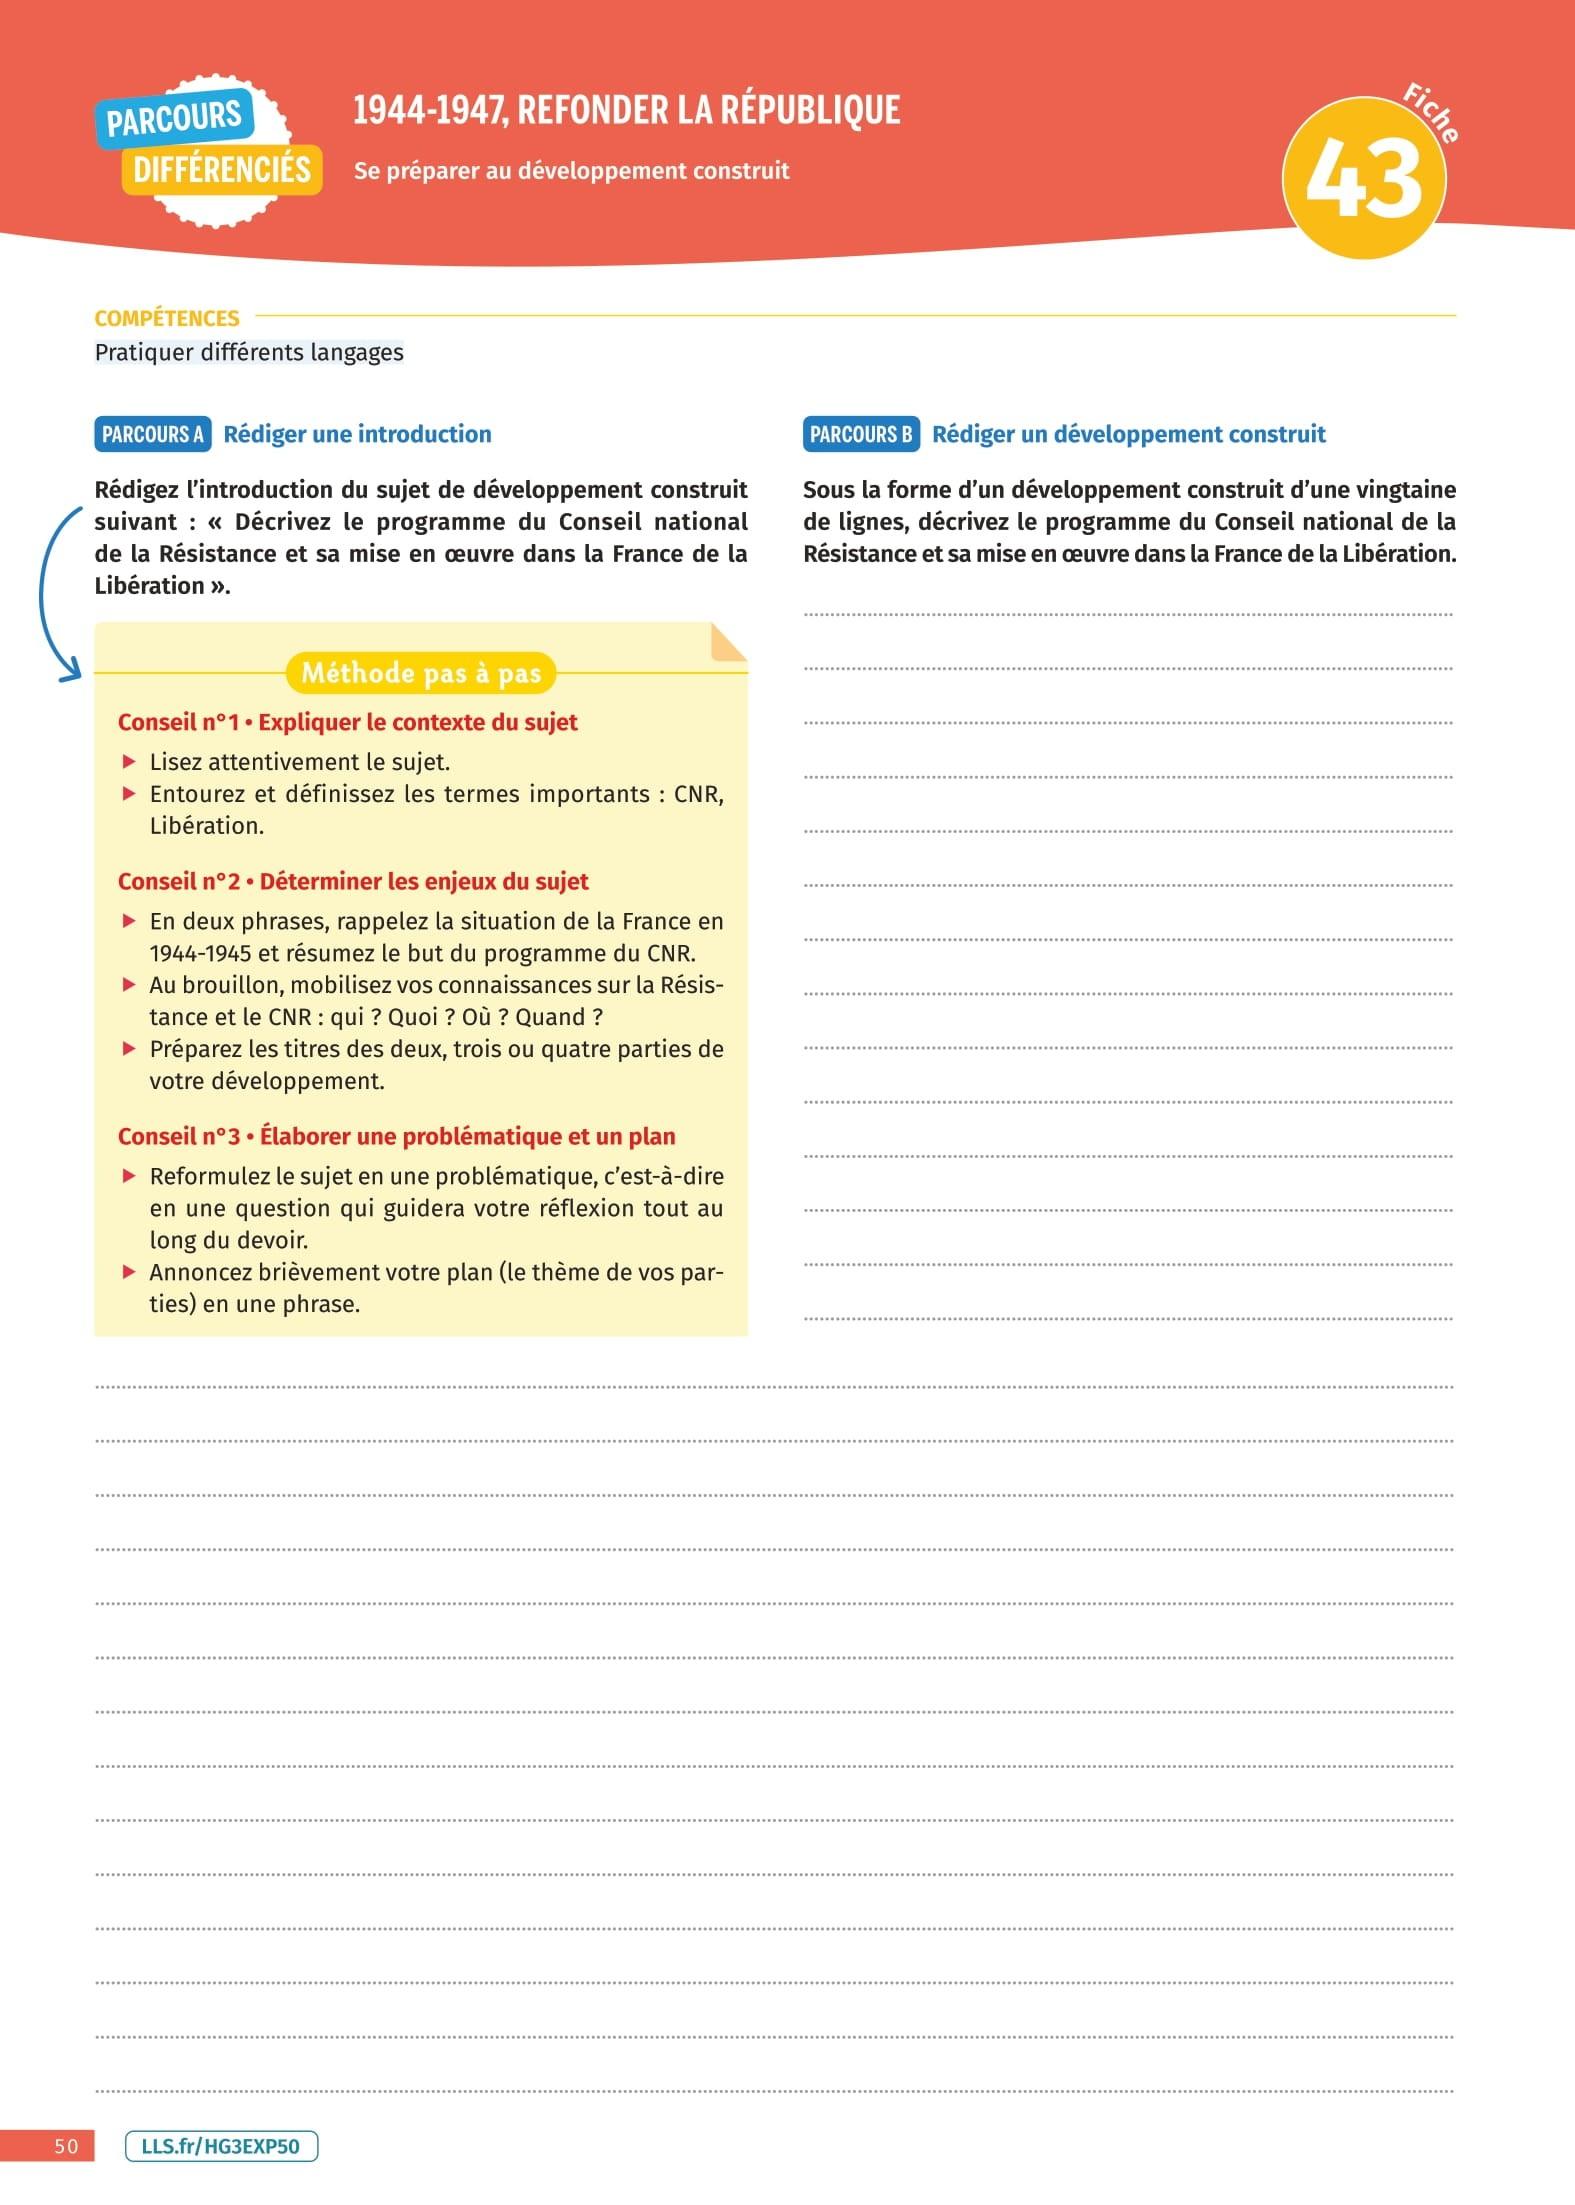 PARCOURS
DIFFÉRENCIÉS
1944-1947, REFONDER LA RÉPUBLIQUE
Se préparer au développement construit
Fiche
43
COMPÉTENCES
Pratiquer différents langages
PARCOURS A Rédiger une introduction
Rédigez l’introduction du sujet de développement construit
suivant : « Décrivez le programme du Conseil national
de la Résistance et sa mise en œuvre dans la France de la
Libération ».
Méthode pas à pas
Conseil n°1 • Expliquer le contexte du sujet
▶ Lisez attentivement le sujet.
▶ Entourez et définissez les termes importants : CNR,
Libération.
Conseil n°2 • Déterminer les enjeux du sujet
▶ En deux phrases, rappelez la situation de la France en
1944-1945 et résumez le but du programme du CNR.
▶ Au brouillon, mobilisez vos connaissances sur la Résis-
tance et le CNR : qui ? Quoi ? Où ? Quand ?
▶ Préparez les titres des deux, trois ou quatre parties de
votre développement.
Conseil n°3 • Élaborer une problématique et un plan
▶ Reformulez le sujet en une problématique, c’est-à-dire
en une question qui guidera votre réflexion tout au
long du devoir.
▶ Annoncez brièvement votre plan (le thème de vos par-
ties) en une phrase.
PARCOURS B Rédiger un développement construit
Sous la forme d’un développement construit d’une vingtaine
de lignes, décrivez le programme du Conseil national de la
Résistance et sa mise en œuvre dans la France de la Libération.
50
LLS.fr/HG3EXP50